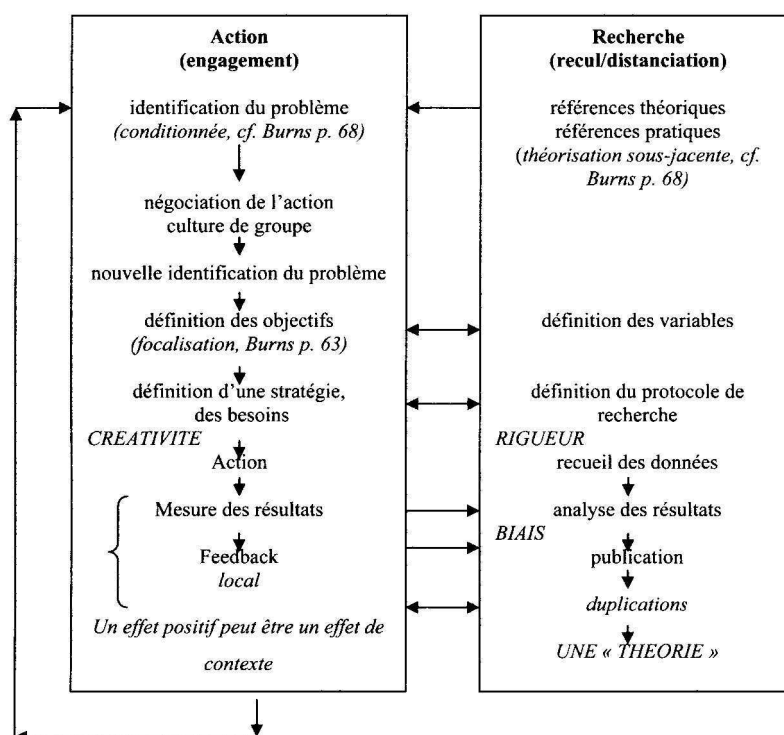 Action
(engagement)
identification du problème
(conditionnée, cf. Burns p. 68)
négociation de l'action
culture de groupe
nouvelle identification du problème
définition des objectifs
(focalisation, Burns p. 63)
définition d'une stratégie,
des besoins
CREATIVITE
Action
Mesure des résultats
Feedback
local
Un effet positif peut être un effet de
contexte
Recherche
(recul/distanciation)
références théoriques
références pratiques
(théorisation sous-jacente, cf.
Burns p. 68)
définition des variables
définition du protocole de
recherche
RIGUEUR
recueil des données
analyse des résultats
BIAIS
publication
duplications
UNE « THEORIE »